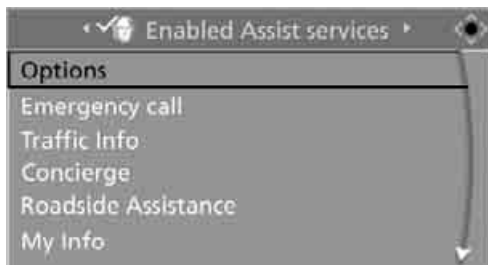 Enabled Assist services
Options
Emergency call
Traffic Info
Concierge
Roadside Assistance
My Info